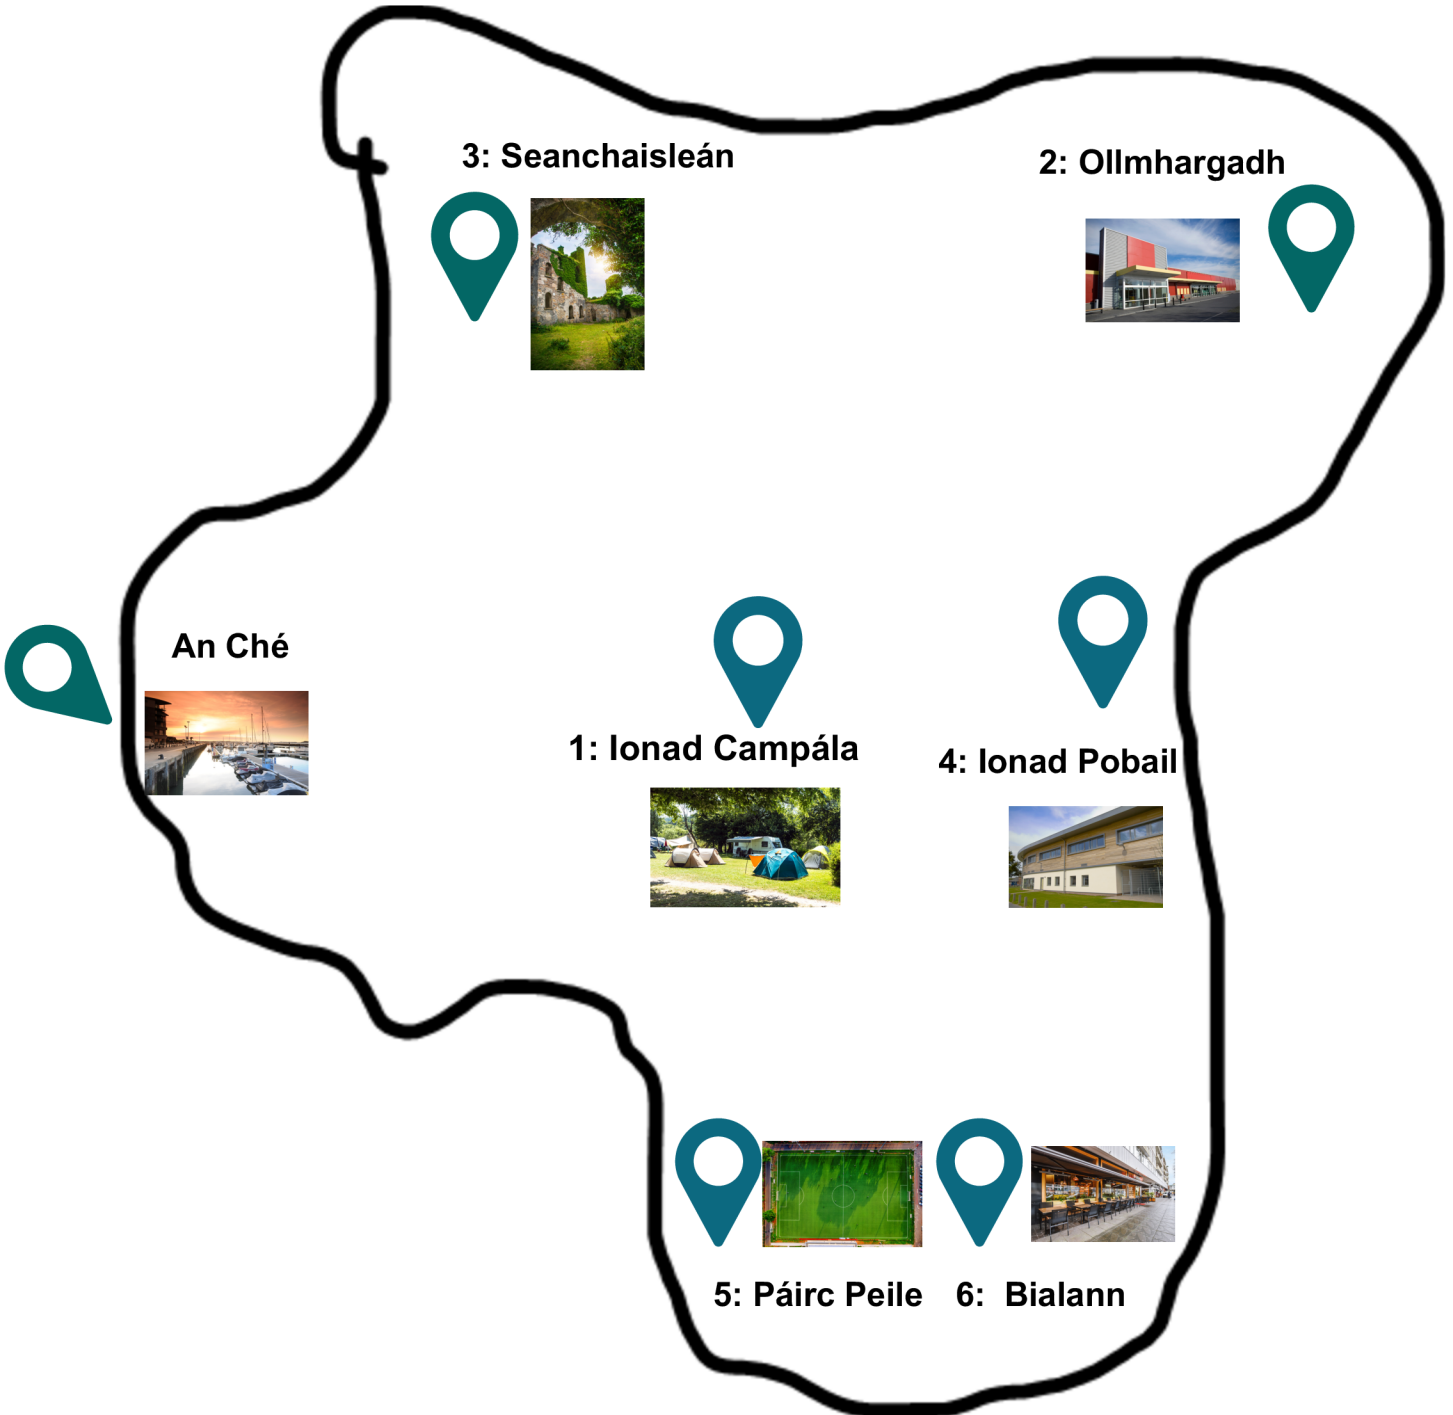 3: Seanchaisleán
2: Ollmhargadh
An Ché
1: Ionad Campála
4: Ionad Pobail
5: Páirc Peile
6:  Bialann